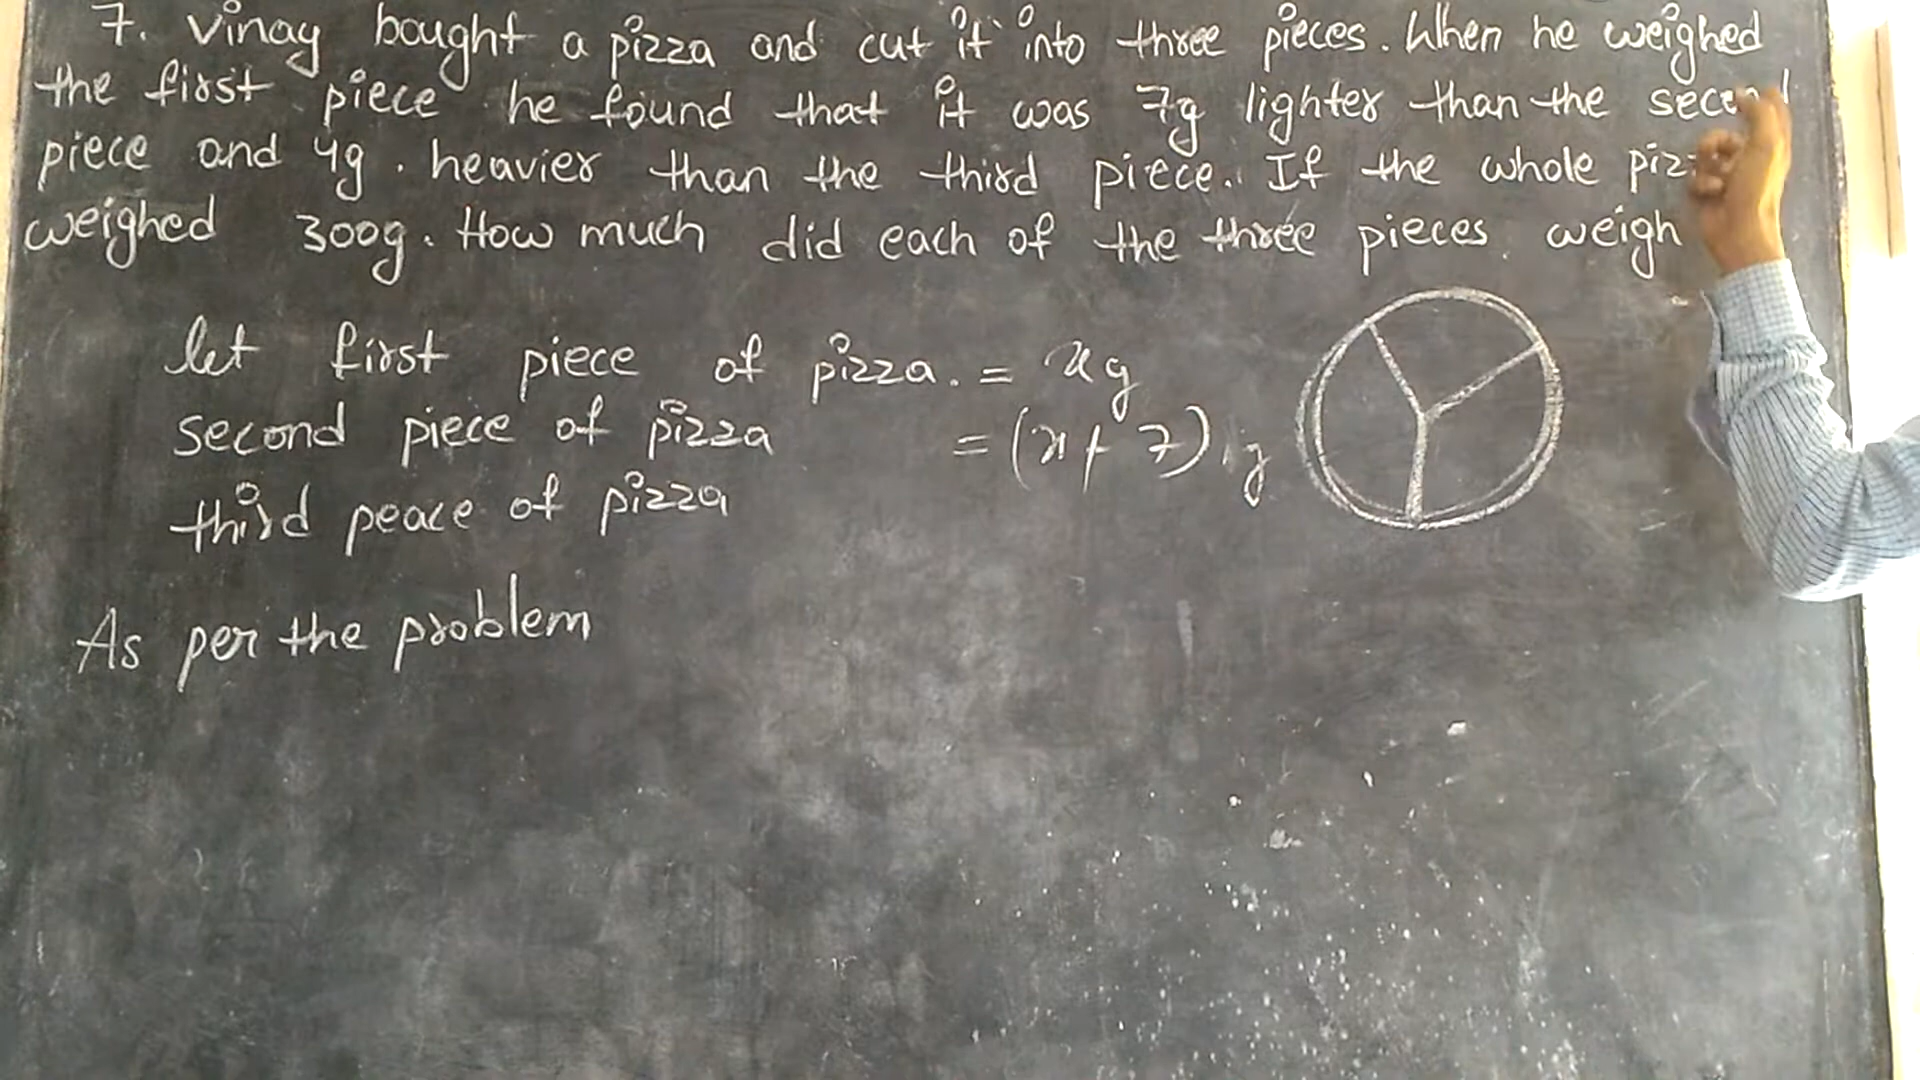 7. Vinay bought a pizza and cut it into three pieces. When he weighed
the first piece he found that it was 7g lighter than the
piece and 4g. heavier than the third piece. If the whole
weighed 300g. How much did each of the three pieces weigh
let first piece of pizza. = x g
second piece of pizza = (x + 7) g
third peace of pizza
As per the problem